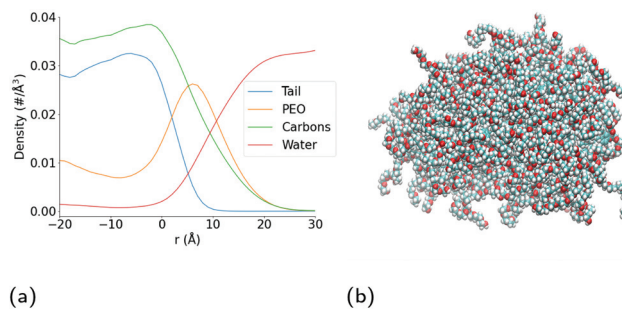 0.04
0.03
0.02
0.01
0.00
Density (#/Å³)
Tail
PEO
Carbons
Water
−20 −10 0 10 20 30
r (Å)
(a) (b)